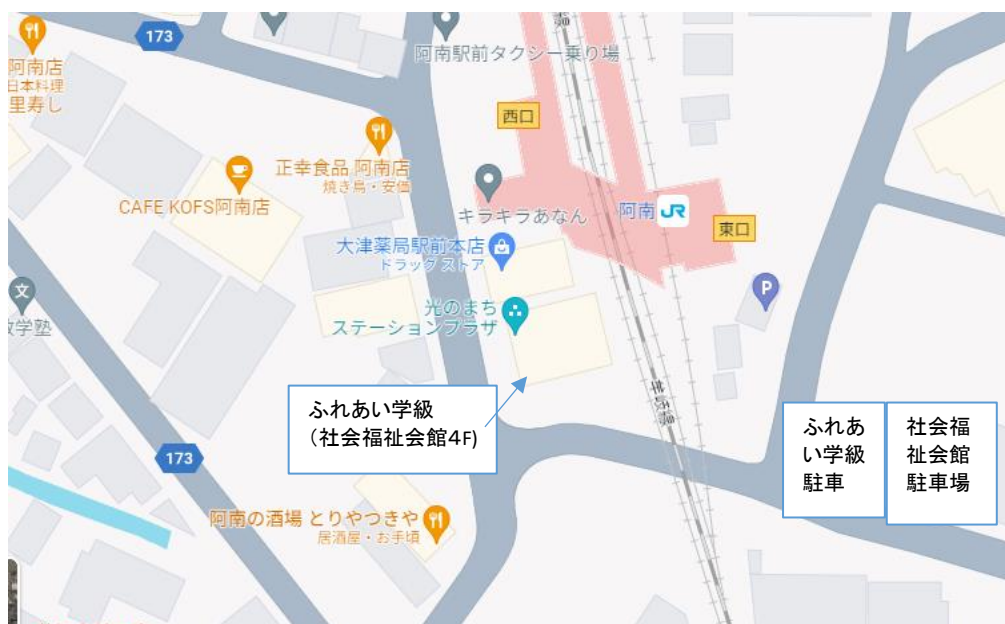 173
阿南駅前タクシー乗り場
阿南店
日本料理
里寿し
西口
正幸食品 阿南店
焼き鳥・安価
CAFE KOFS阿南店
キラキラあなん
阿南
JR
東口
大津薬局駅前本店
ドラッグ ストア
P
文
学塾
光のまち
ステーションプラザ
牟岐線
ふれあい学級
（社会福祉会館4F)
ふれあ
い学級
駐車
社会福
祉会館
駐車場
173
阿南の酒場 とりやつきや
居酒屋・お手頃